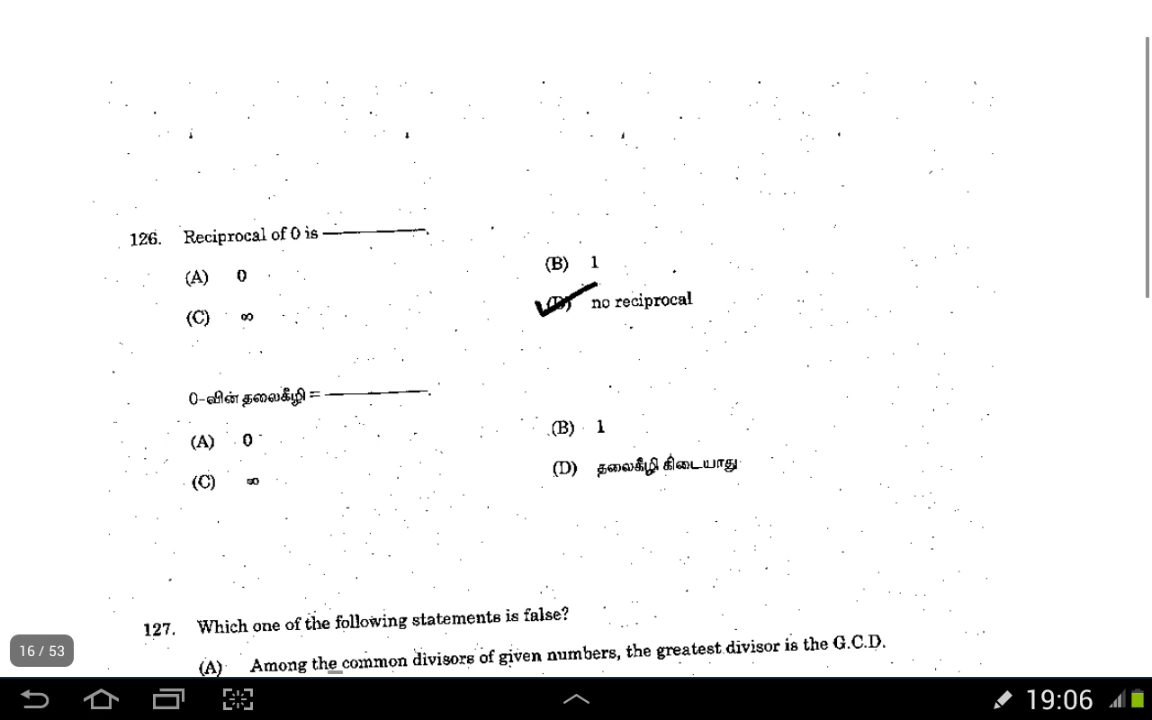 126. Reciprocal of 0 is ————.
(A) 0
(B) 1
(C) ∞
(D) no reciprocal
0-வின் தலைகீழி = ————.
(A) 0
(B) 1
(C) ∞
(D) தலைகீழி கிடையாது
127. Which one of the following statements is false?
(A) Among the common divisors of given numbers, the greatest divisor is the G.C.D.
16 / 53
19:06